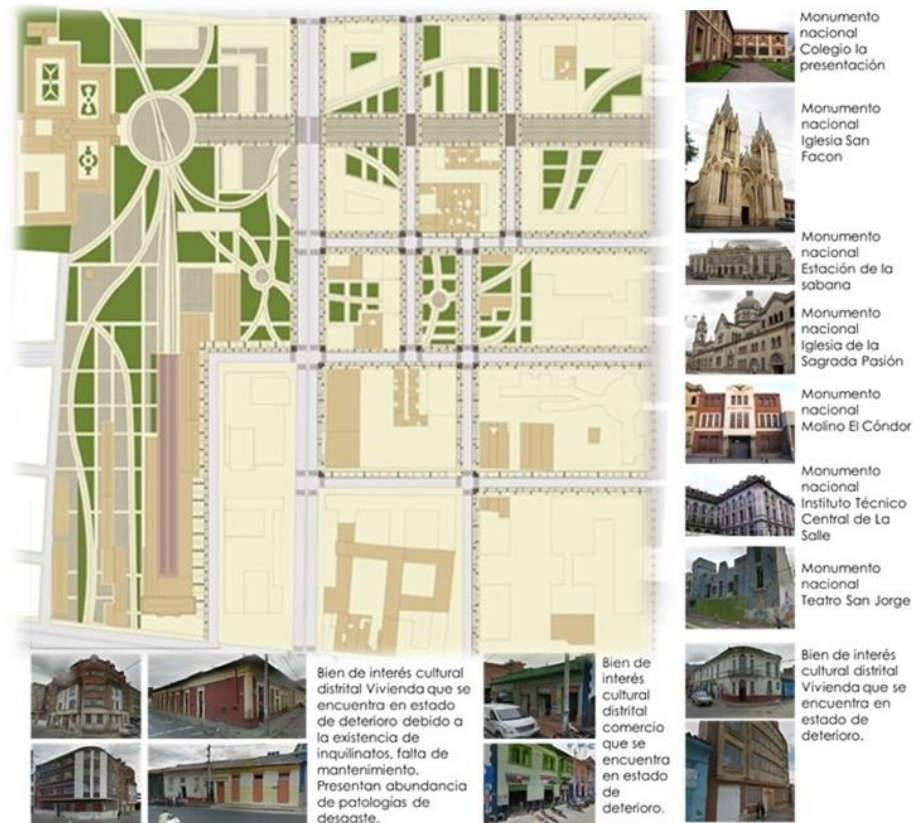 Monumento
nacional
Colegio la
presentación
Monumento
nacional
Iglesia San
Facon
Monumento
nacional
Estación de la
sabana
Monumento
nacional
Iglesia de la
Sagrada Pasión
Monumento
nacional
Molino El Cóndor
Monumento
nacional
Instituto Técnico
Central de La
Salle
Monumento
nacional
Teatro San Jorge
Bien de interés cultural
distrital Vivienda que se
encuentra en estado
de deterioro debido a
la existencia de
inquilinatos, falta de
mantenimiento.
Presentan abundancia
de patologías de
desgaste.
Bien de
interés
cultural
distrital
comercio
que se
encuentra
en estado
de
deterioro.
Bien de interés
cultural distrital
Vivienda que se
encuentra en
estado de
deterioro.